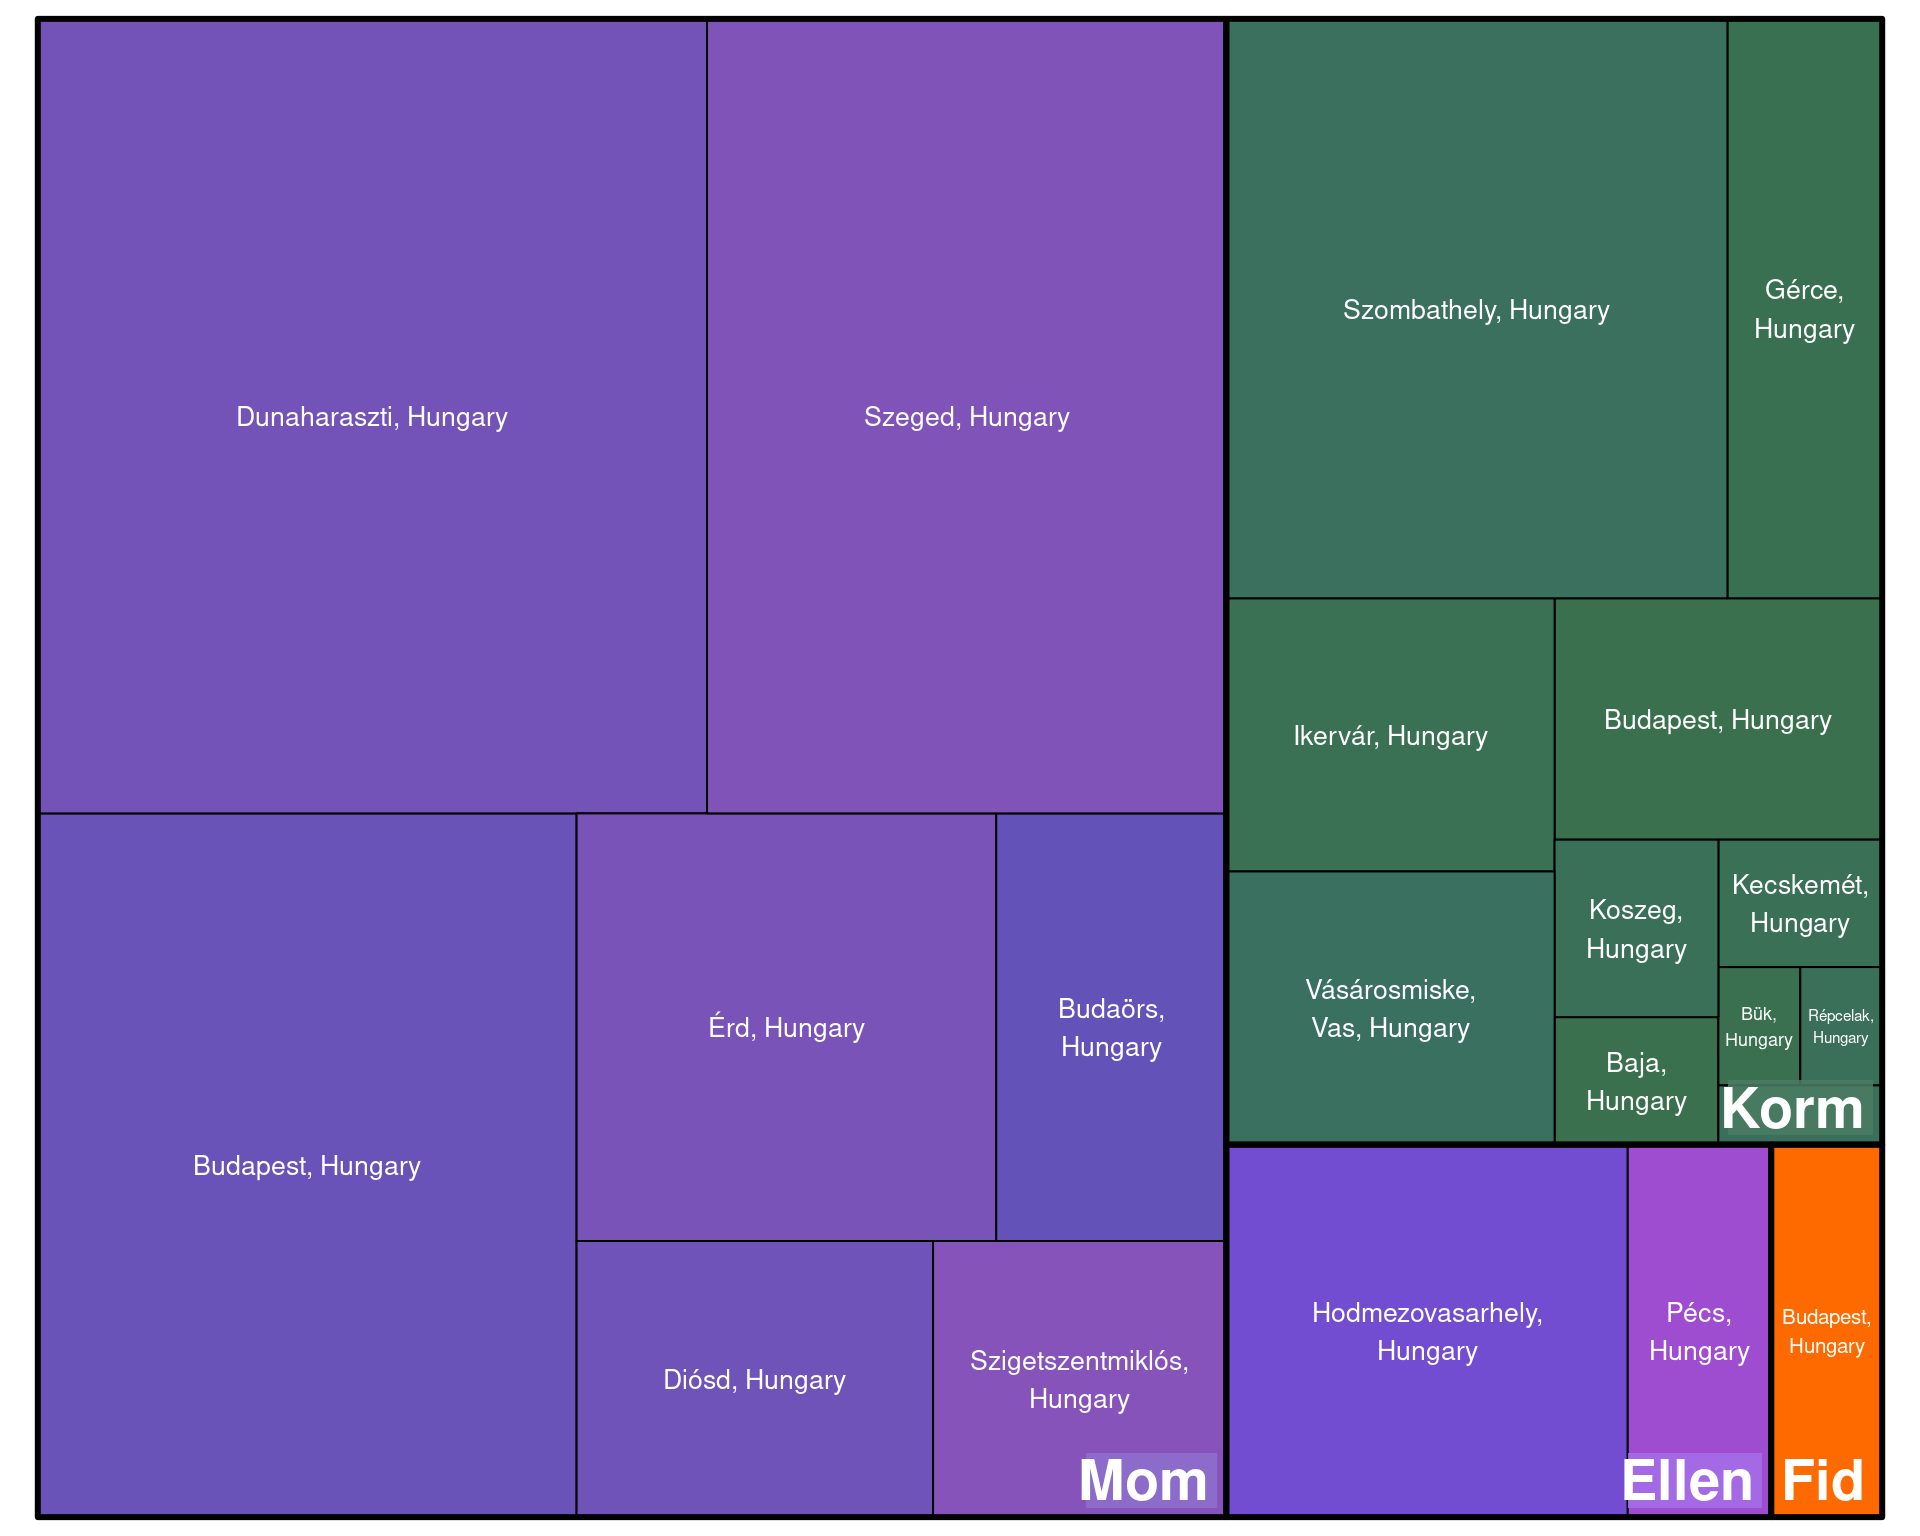 Dunaharaszti, Hungary
Szeged, Hungary
Budapest, Hungary
Érd, Hungary
Budaörs,
Hungary
Diósd, Hungary
Szigetszentmiklós,
Hungary
Mom
Szombathely, Hungary
Gérce,
Hungary
Ikervár, Hungary
Budapest, Hungary
Vásárosmiske,
Vas, Hungary
Koszeg,
Hungary
Kecskemét,
Hungary
Baja,
Hungary
Bük,
Hungary
Répcelak,
Hungary
Korm
Hodmezovasarhely,
Hungary
Pécs,
Hungary
Ellen
Budapest,
Hungary
Fid